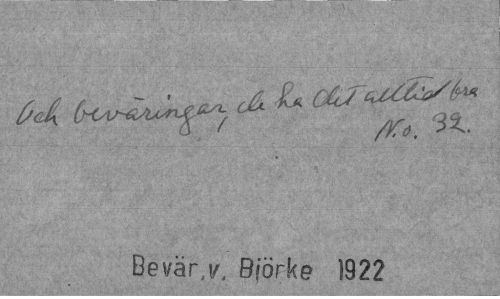 Och beväringar, de ha det alltid bra
N.o. 32.
Bevär.v. Björke 1922